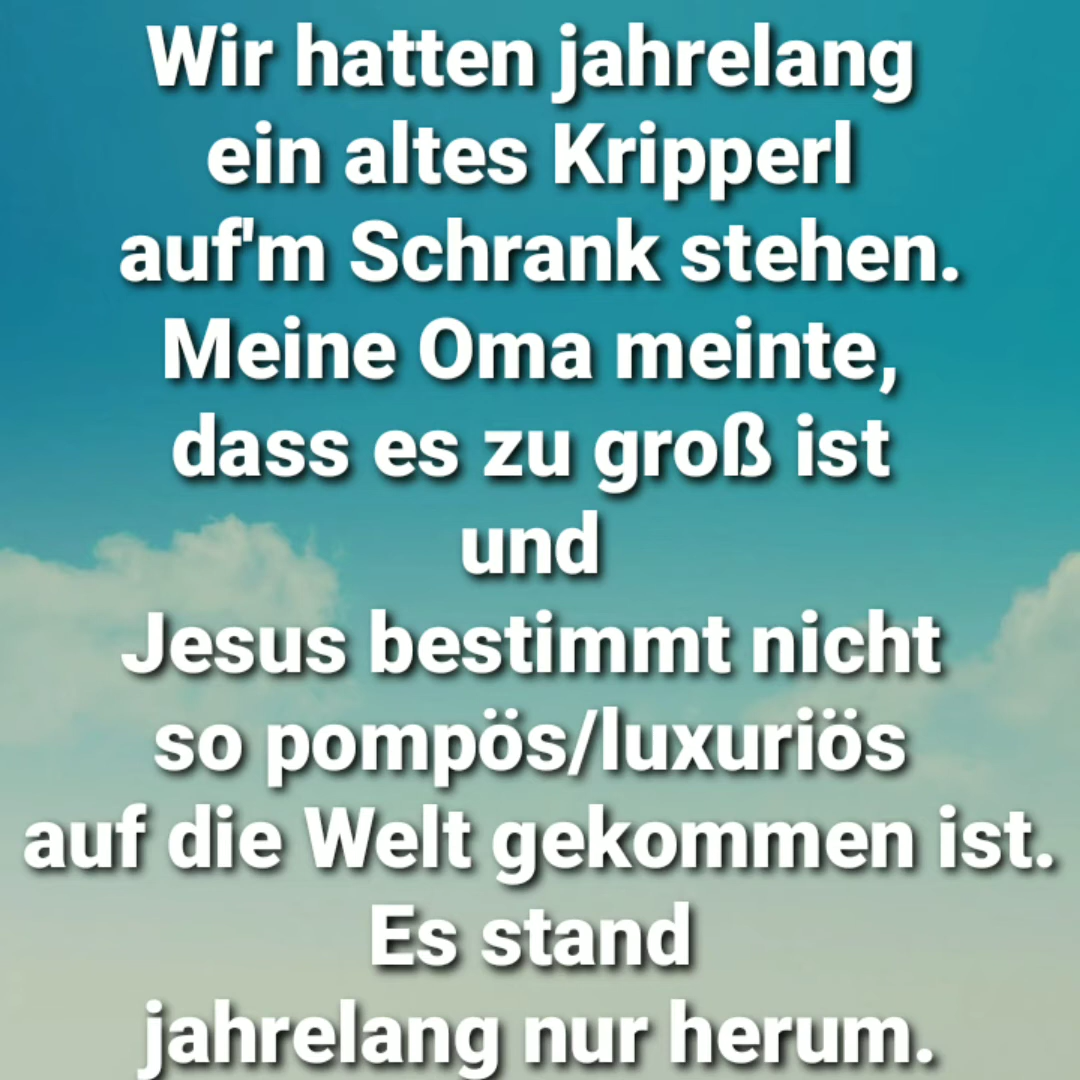 Wir hatten jahrelang
ein altes Kripperl
auf'm Schrank stehen.
Meine Oma meinte,
dass es zu groß ist
und
Jesus bestimmt nicht
so pompös/luxuriös
auf die Welt gekommen ist.
Es stand
jahrelang nur herum.